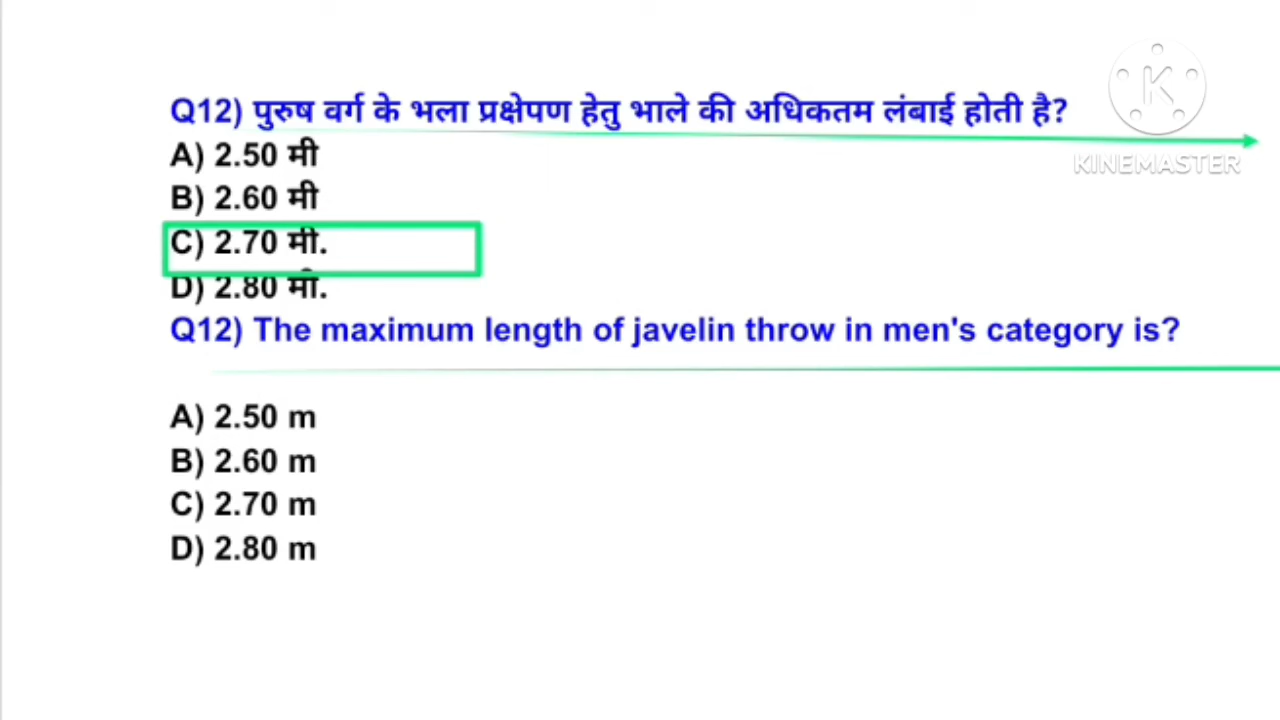 Q12) पुरुष वर्ग के भला प्रक्षेपण हेतु भाले की अधिकतम लंबाई होती है?
A) 2.50 मी
B) 2.60 मी
C) 2.70 मी.
D) 2.80 मी.
Q12) The maximum length of javelin throw in men's category is?
A) 2.50 m
B) 2.60 m
C) 2.70 m
D) 2.80 m
K
KINEMASTER